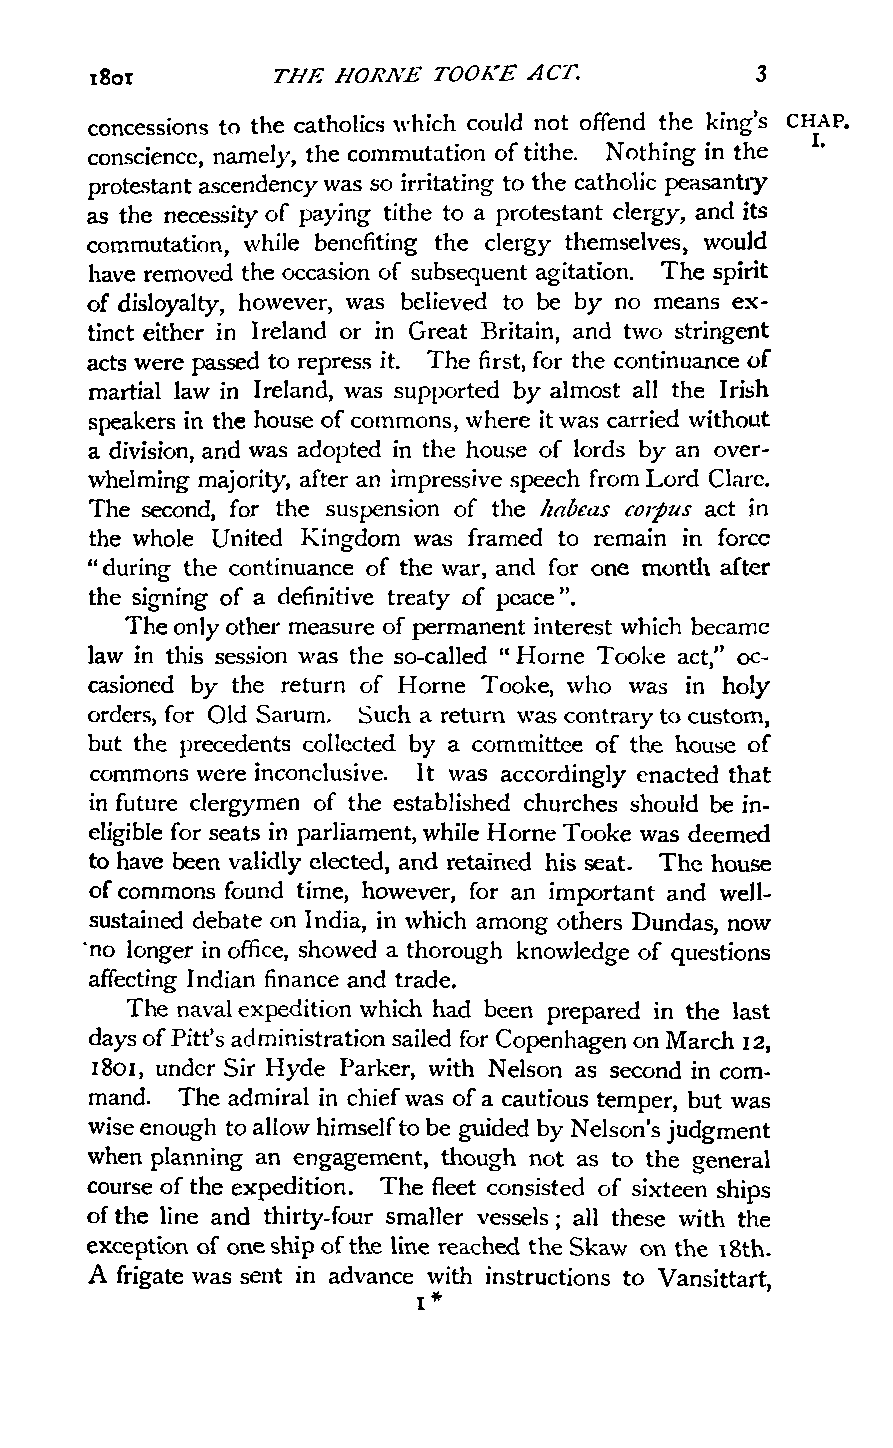 1801 THE HORNE TOOKE ACT. 3
concessions to the catholics which could not offend the king's CHAP.
conscience, namely, the commutation of tithe. Nothing in the I.
protestant ascendency was so irritating to the catholic peasantry
as the necessity of paying tithe to a protestant clergy, and its
commutation, while benefiting the clergy themselves, would
have removed the occasion of subsequent agitation. The spirit
of disloyalty, however, was believed to be by no means ex-
tinct either in Ireland or in Great Britain, and two stringent
acts were passed to repress it. The first, for the continuance of
martial law in Ireland, was supported by almost all the Irish
speakers in the house of commons, where it was carried without
a division, and was adopted in the house of lords by an over-
whelming majority, after an impressive speech from Lord Clare.
The second, for the suspension of the habeas corpus act in
the whole United Kingdom was framed to remain in force
"during the continuance of the war, and for one month after
the signing of a definitive treaty of peace".
The only other measure of permanent interest which became
law in this session was the so-called "Horne Tooke act," oc-
casioned by the return of Horne Tooke, who was in holy
orders, for Old Sarum. Such a return was contrary to custom,
but the precedents collected by a committee of the house of
commons were inconclusive. It was accordingly enacted that
in future clergymen of the established churches should be in-
eligible for seats in parliament, while Horne Tooke was deemed
to have been validly elected, and retained his seat. The house
of commons found time, however, for an important and well-
sustained debate on India, in which among others Dundas, now
no longer in office, showed a thorough knowledge of questions
affecting Indian finance and trade.
The naval expedition which had been prepared in the last
days of Pitt's administration sailed for Copenhagen on March 12,
1801, under Sir Hyde Parker, with Nelson as second in com-
mand. The admiral in chief was of a cautious temper, but was
wise enough to allow himself to be guided by Nelson's judgment
when planning an engagement, though not as to the general
course of the expedition. The fleet consisted of sixteen ships
of the line and thirty-four smaller vessels; all these with the
exception of one ship of the line reached the Skaw on the 18th.
A frigate was sent in advance with instructions to Vansittart,
1*